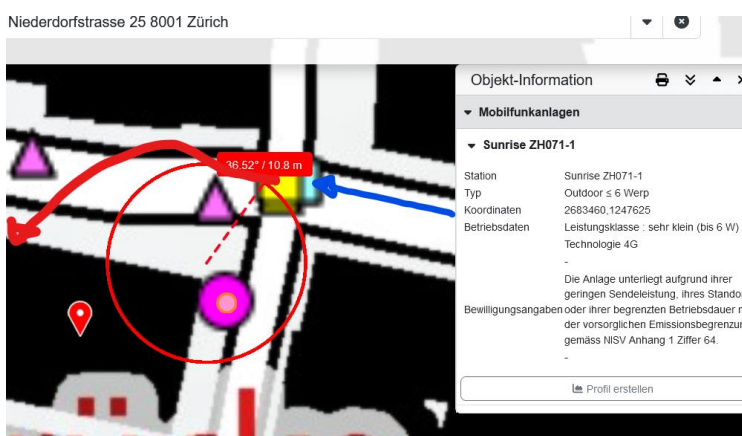 Niederdorfstrasse 25 8001 Zürich
36.52° / 10.8 m
Objekt-Information
Mobilfunkanlagen
Sunrise ZH071-1
Station Sunrise ZH071-1
Typ Outdoor ≤ 6 Werp
Koordinaten 2683460,1247625
Betriebsdaten Leistungsklasse : sehr klein (bis 6 W)
Technologie 4G
-
Die Anlage unterliegt aufgrund ihrer
geringen Sendeleistung, ihres Stando
Bewilligungsangaben oder ihrer begrenzten Betriebsdauer n
der vorsorglichen Emissionsbegrenzun
gemäss NISV Anhang 1 Ziffer 64.
-
Profil erstellen